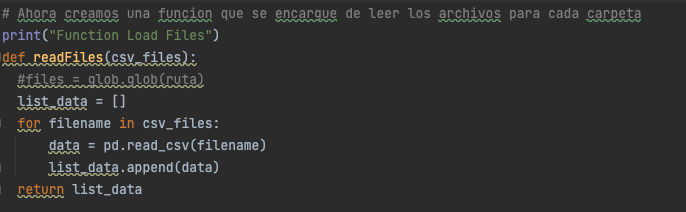 # Ahora creamos una funcion que se encargue de leer los archivos para cada carpeta
print("Function Load Files")
def readFiles(csv_files):
  #files = glob.glob(ruta)
  list_data = []
  for filename in csv_files:
      data = pd.read_csv(filename)
      list_data.append(data)
  return list_data